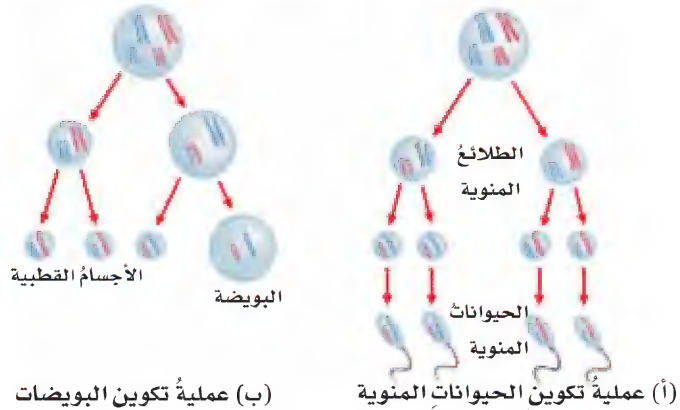 الطلائعُ
المنوية
الأجسامُ القطبية
البويضة
الحيواناتُ
المنوية
(أ) عمليةُ تكوين الحيواناتِ المنوية
(ب) عمليةُ تكوين البويضات